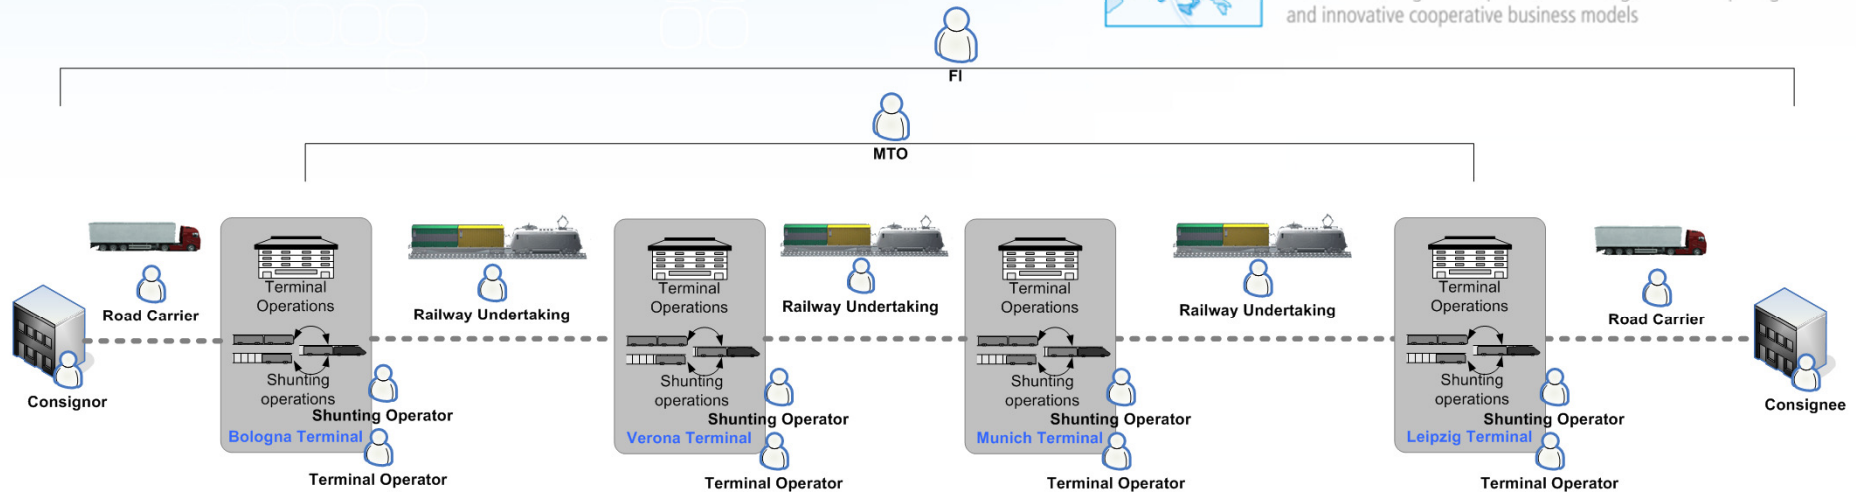 and innovative cooperative business models
FI
MTO
Road Carrier
Consignor
Terminal
Operations
Shunting
operations
Shunting Operator
Bologna Terminal
Terminal Operator
Railway Undertaking
Terminal
Operations
Shunting
operations
Shunting Operator
Verona Terminal
Terminal Operator
Railway Undertaking
Terminal
Operations
Shunting
operations
Shunting Operator
Munich Terminal
Terminal Operator
Railway Undertaking
Terminal
Operations
Shunting
operations
Shunting Operator
Leipzig Terminal
Terminal Operator
Road Carrier
Consignee